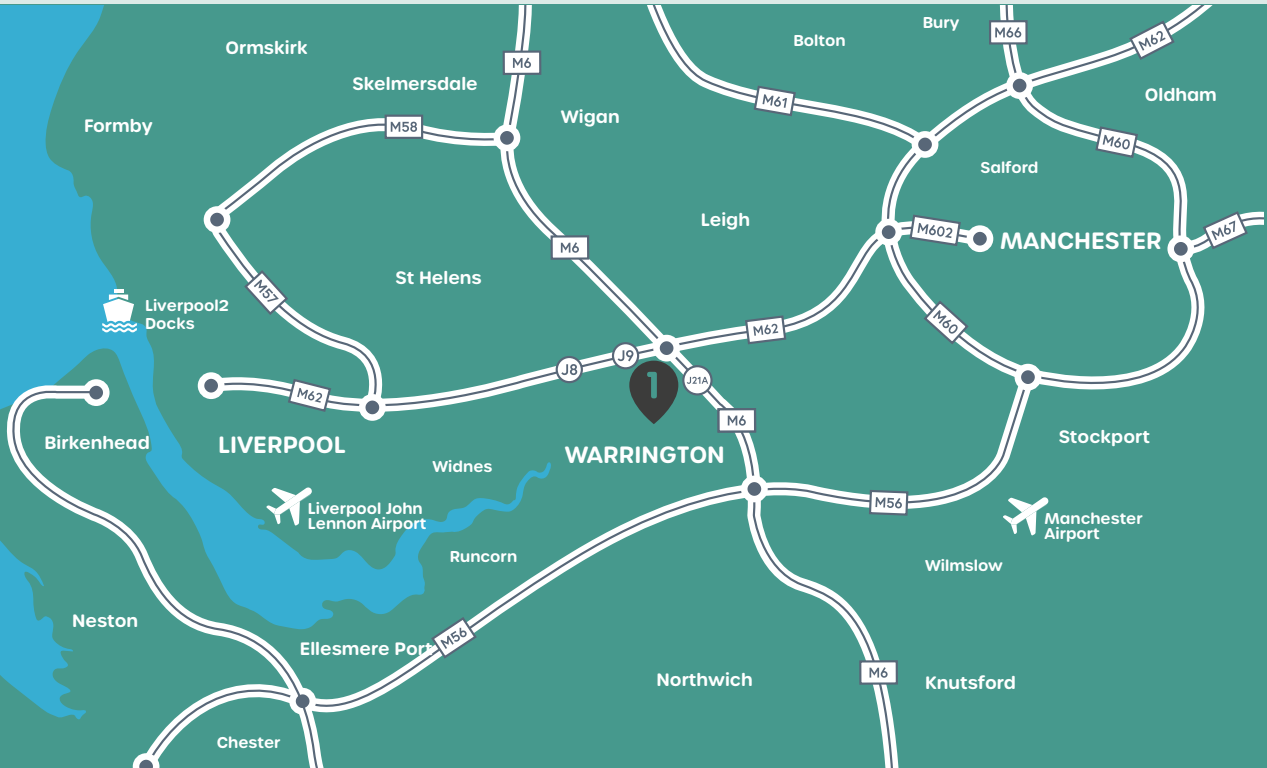 Bury
M66
M62
Bolton
Ormskirk
M6
Skelmersdale
Oldham
M61
Wigan
Formby
M58
M60
Salford
Leigh
M602
M67
MANCHESTER
M6
St Helens
M57
Liverpool2
Docks
M60
M62
J9
J8
J21A
1
M62
M6
Birkenhead
LIVERPOOL
Stockport
WARRINGTON
Widnes
M56
Liverpool John
Lennon Airport
Manchester
Airport
Runcorn
Wilmslow
Neston
M56
Ellesmere Port
M6
Northwich
Knutsford
Chester